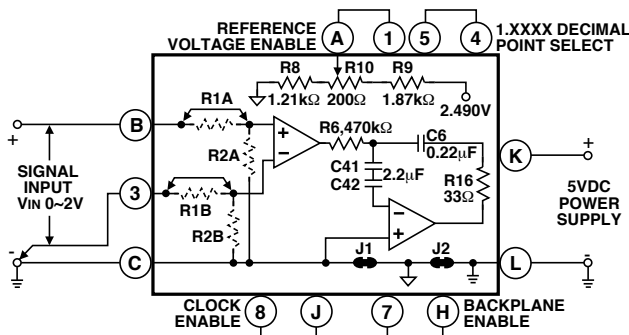 REFERENCE
VOLTAGE ENABLE
A
1
5
4
1.XXXX DECIMAL
POINT SELECT
R8
R10
R9
1.21kΩ
200Ω
1.87kΩ
2.490V
R1A
B
+
R6,470kΩ
C6
0.22µF
+
−
R2A
C41
C42
2.2µF
R16
33Ω
K
+
SIGNAL
INPUT
VIN 0~2V
3
R1B
R2B
−
+
5VDC
POWER
SUPPLY
-
C
J1
J2
L
-
CLOCK
ENABLE
8
J
7
H
BACKPLANE
ENABLE